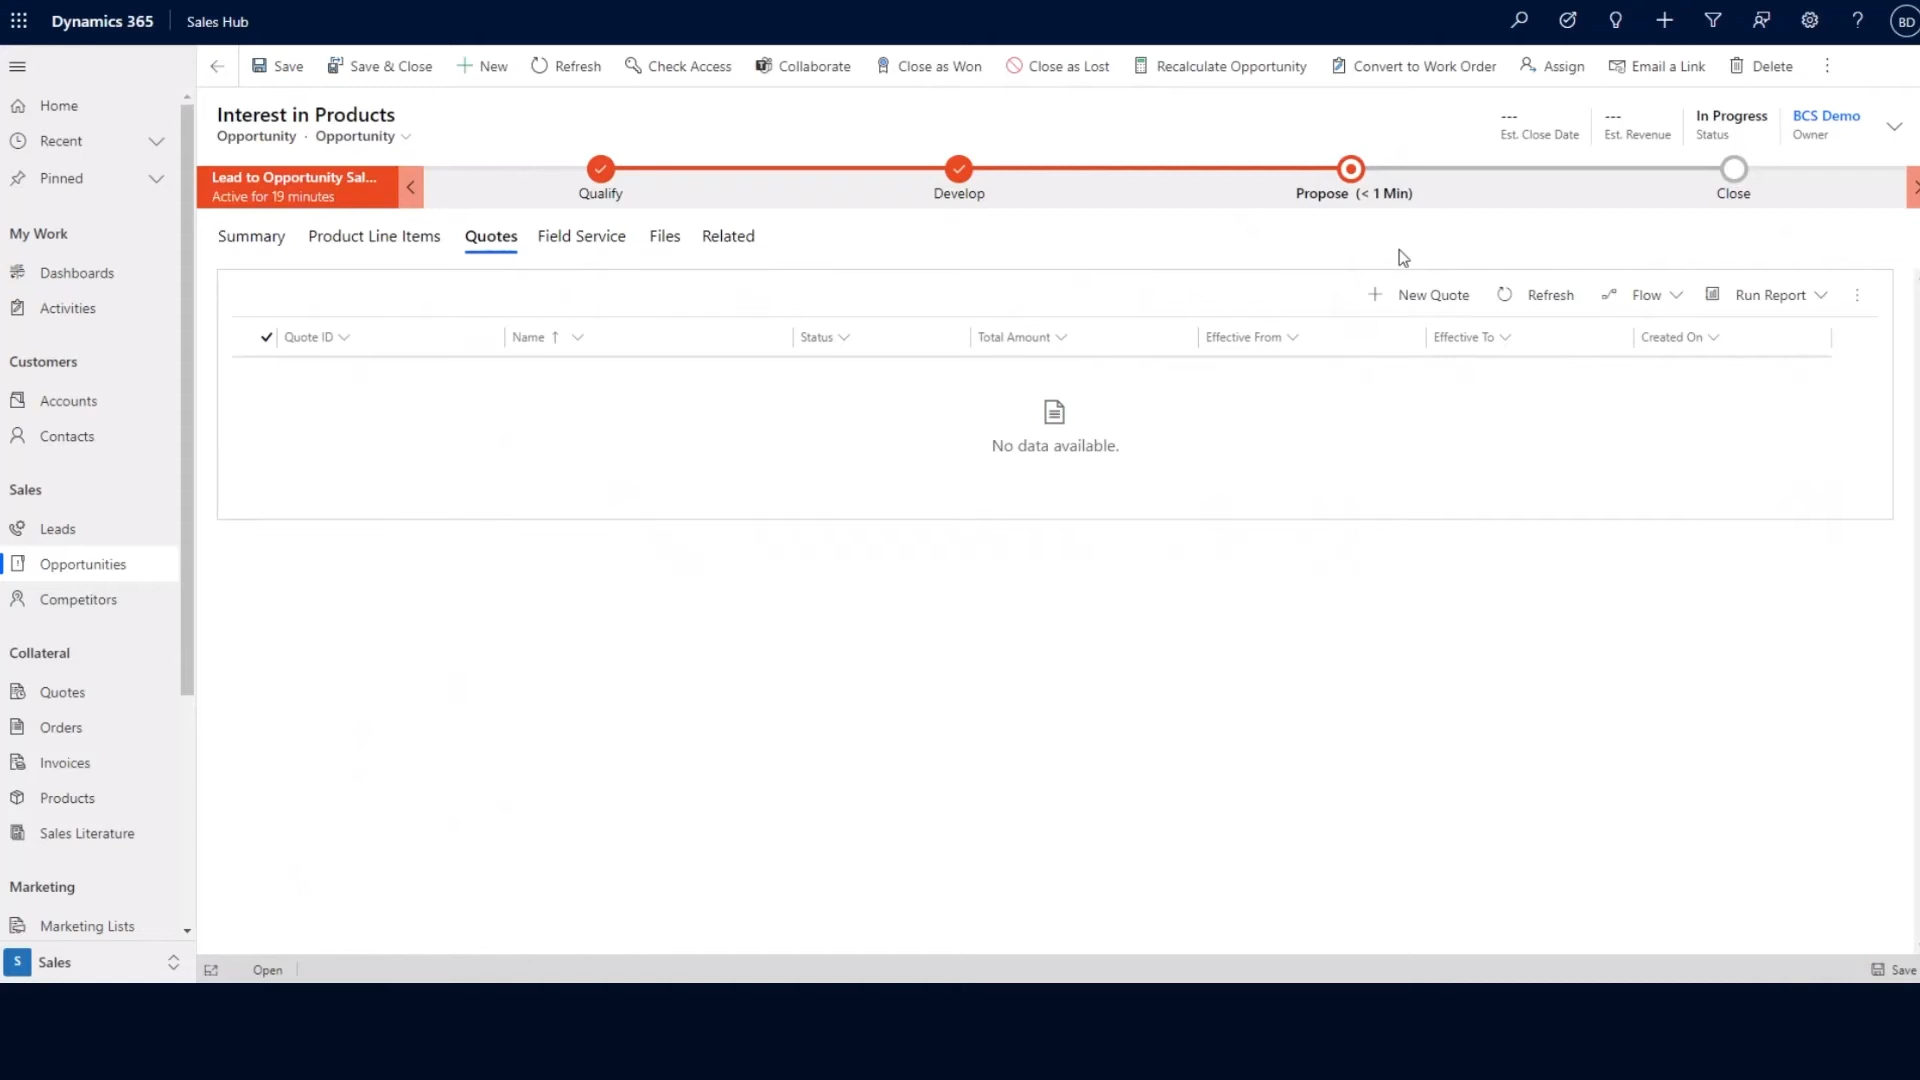 Dynamics 365
Sales Hub
BD
Save
Save & Close
New
Refresh
Check Access
Collaborate
Close as Won
Close as Lost
Recalculate Opportunity
Convert to Work Order
Assign
Email a Link
Delete
Home
Recent
Pinned
My Work
Dashboards
Activities
Customers
Accounts
Contacts
Sales
Leads
Opportunities
Competitors
Collateral
Quotes
Orders
Invoices
Products
Sales Literature
Marketing
Marketing Lists
S
Sales
Interest in Products
Opportunity · Opportunity
---
Est. Close Date
---
Est. Revenue
In Progress
Status
BCS Demo
Owner
Lead to Opportunity Sal...
Active for 19 minutes
Qualify
Develop
Propose (< 1 Min)
Close
Summary
Product Line Items
Quotes
Field Service
Files
Related
New Quote
Refresh
Flow
Run Report
Quote ID
Name
Status
Total Amount
Effective From
Effective To
Created On
No data available.
Open
Save